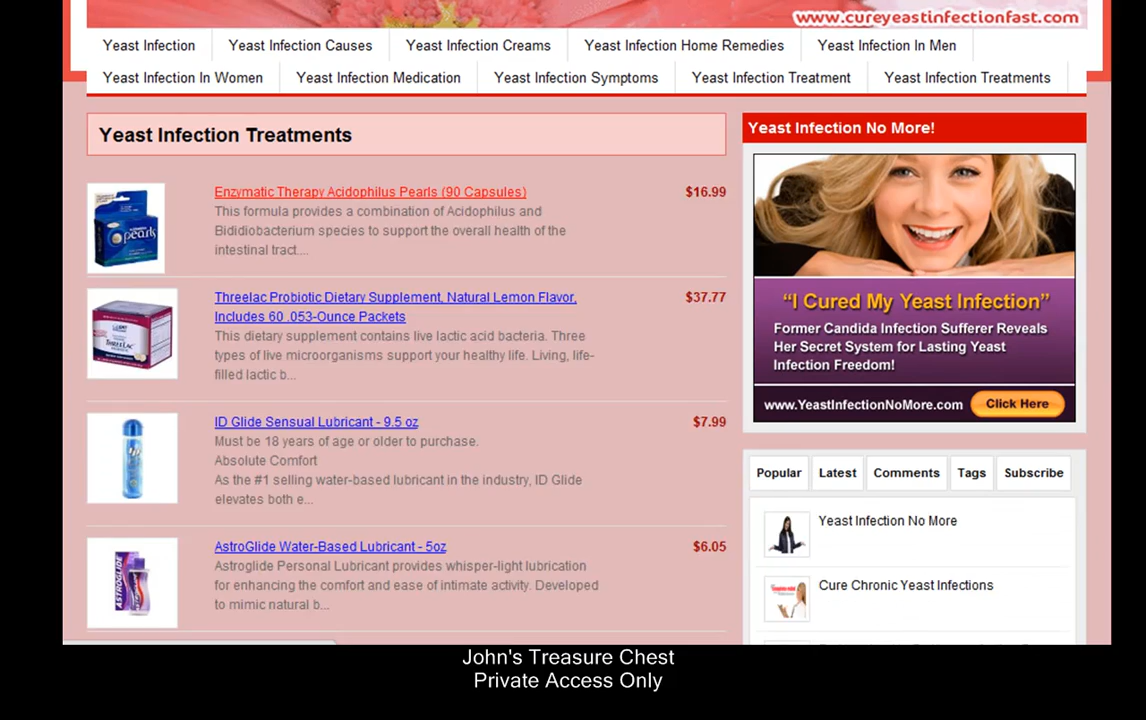 www.cureyeastinfectionfast.com
Yeast Infection
Yeast Infection Causes
Yeast Infection Creams
Yeast Infection Home Remedies
Yeast Infection In Men
Yeast Infection In Women
Yeast Infection Medication
Yeast Infection Symptoms
Yeast Infection Treatment
Yeast Infection Treatments
Yeast Infection Treatments
pearls
Enzymatic Therapy Acidophilus Pearls (90 Capsules)
$16.99
This formula provides a combination of Acidophilus and
Bididiobacterium species to support the overall health of the
intestinal tract....
THREELAC
Threelac Probiotic Dietary Supplement, Natural Lemon Flavor,
$37.77
Includes 60 .053-Ounce Packets
This dietary supplement contains live lactic acid bacteria. Three
types of live microorganisms support your healthy life. Living, life-
filled lactic b...
ID Glide Sensual Lubricant - 9.5 oz
$7.99
Must be 18 years of age or older to purchase.
Absolute Comfort
As the #1 selling water-based lubricant in the industry, ID Glide
elevates both e...
ASTROGLIDE
AstroGlide Water-Based Lubricant - 5oz
$6.05
Astroglide Personal Lubricant provides whisper-light lubrication
for enhancing the comfort and ease of intimate activity. Developed
to mimic natural b...
Yeast Infection No More!
“I Cured My Yeast Infection”
Former Candida Infection Sufferer Reveals
Her Secret System for Lasting Yeast
Infection Freedom!
www.YeastInfectionNoMore.com
Click Here
Popular
Latest
Comments
Tags
Subscribe
Yeast Infection No More
Cure Chronic Yeast Infections
John's Treasure Chest
Private Access Only